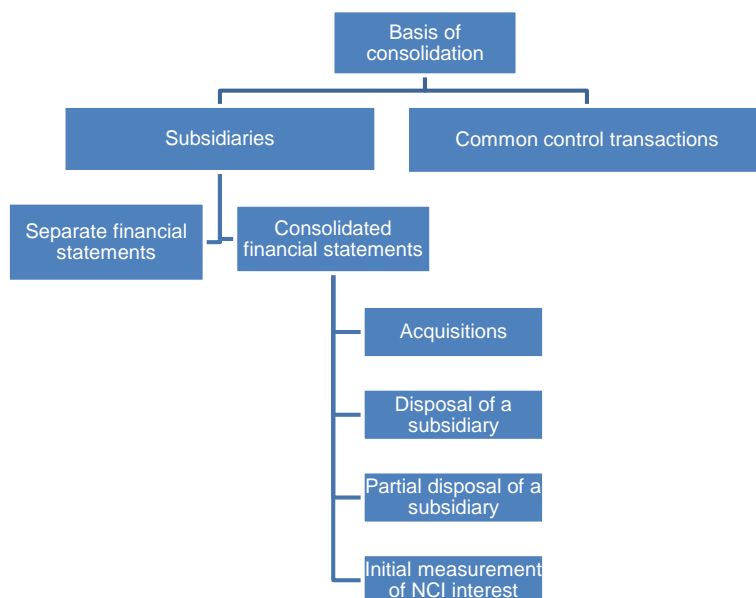 Basis of
consolidation
Subsidiaries
Common control transactions
Separate financial
statements
Consolidated
financial statements
Acquisitions
Disposal of a
subsidiary
Partial disposal of a
subsidiary
Initial measurement
of NCI interest